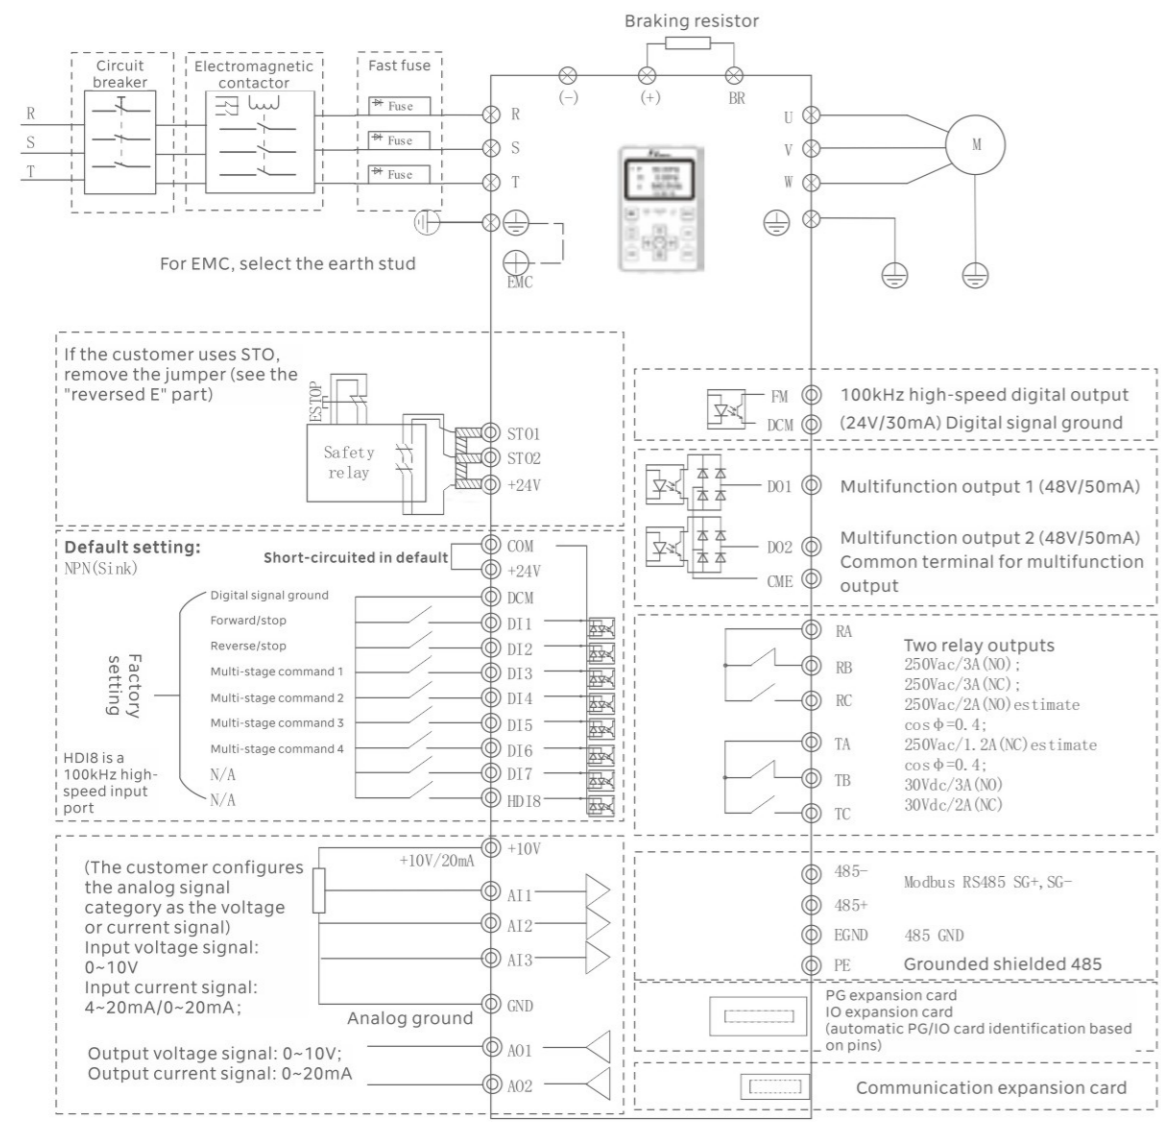 Braking resistor
Circuit
breaker
Electromagnetic
contactor
Fast fuse
(-)
(+)
BR
R
S
T
Fuse
Fuse
Fuse
R
S
T
U
V
W
M
EMC
For EMC, select the earth stud
If the customer uses STO,
remove the jumper (see the
"reversed E" part)
ESTOP
Safety
relay
STO1
STO2
+24V
Default setting:
NPN(Sink)
Short-circuited in default
COM
+24V
Factory
setting
HDI8 is a
100kHz high-
speed input
port
Digital signal ground
DCM
Forward/stop
DI1
Reverse/stop
DI2
Multi-stage command 1
DI3
Multi-stage command 2
DI4
Multi-stage command 3
DI5
Multi-stage command 4
DI6
N/A
DI7
N/A
HDI8
(The customer configures
the analog signal
category as the voltage
or current signal)
Input voltage signal:
0~10V
Input current signal:
4~20mA/0~20mA;
+10V/20mA
+10V
AI1
AI2
AI3
GND
Analog ground
Output voltage signal: 0~10V;
Output current signal: 0~20mA
AO1
AO2
FM
100kHz high-speed digital output
DCM
(24V/30mA) Digital signal ground
DO1
Multifunction output 1 (48V/50mA)
DO2
Multifunction output 2 (48V/50mA)
Common terminal for multifunction
output
CME
RA
RB
RC
TA
TB
TC
Two relay outputs
250Vac/3A(NO);
250Vac/3A(NC);
250Vac/2A(NO)estimate
cosφ=0.4;
250Vac/1.2A(NC)estimate
cosφ=0.4;
30Vdc/3A(NO)
30Vdc/2A(NC)
485-
Modbus RS485 SG+,SG-
485+
EGND
485 GND
PE
Grounded shielded 485
PG expansion card
IO expansion card
(automatic PG/IO card identification based
on pins)
Communication expansion card